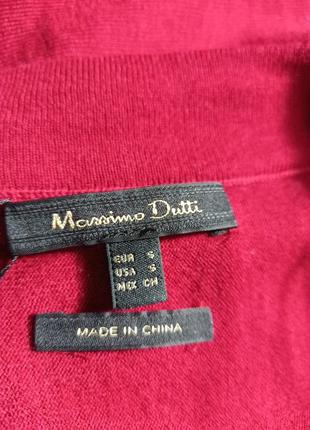 Massimo Dutti
EUR S
USA S
MEX CH
MADE IN CHINA